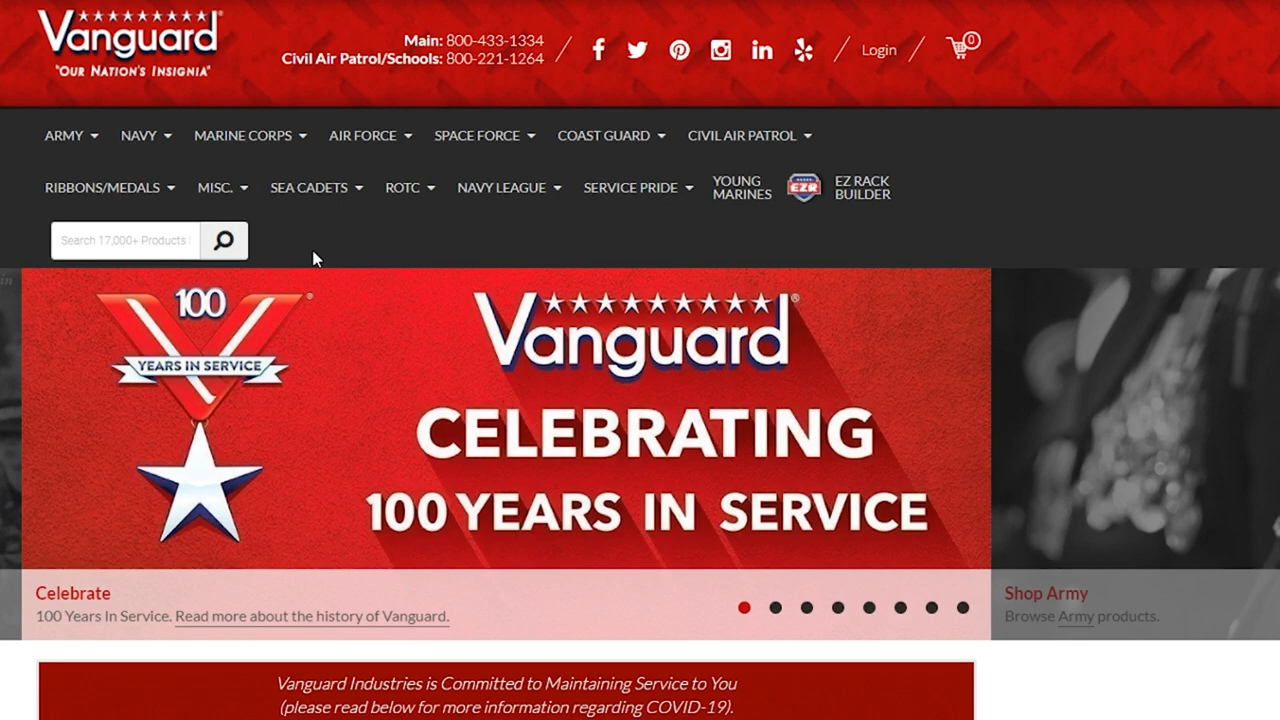 Vanguard®
"OUR NATION'S INSIGNIA"
Main: 800-433-1334
Civil Air Patrol/Schools: 800-221-1264
Login
0
ARMY
NAVY
MARINE CORPS
AIR FORCE
SPACE FORCE
COAST GUARD
CIVIL AIR PATROL
RIBBONS/MEDALS
MISC.
SEA CADETS
ROTC
NAVY LEAGUE
SERVICE PRIDE
YOUNG
MARINES
EZR
EZ RACK
BUILDER
Search 17,000+ Products
in
100
®
YEARS IN SERVICE
Vanguard®
CELEBRATING
100 YEARS IN SERVICE
Celebrate
100 Years In Service. Read more about the history of Vanguard.
Shop Army
Browse Army products.
Vanguard Industries is Committed to Maintaining Service to You
(please read below for more information regarding COVID-19).